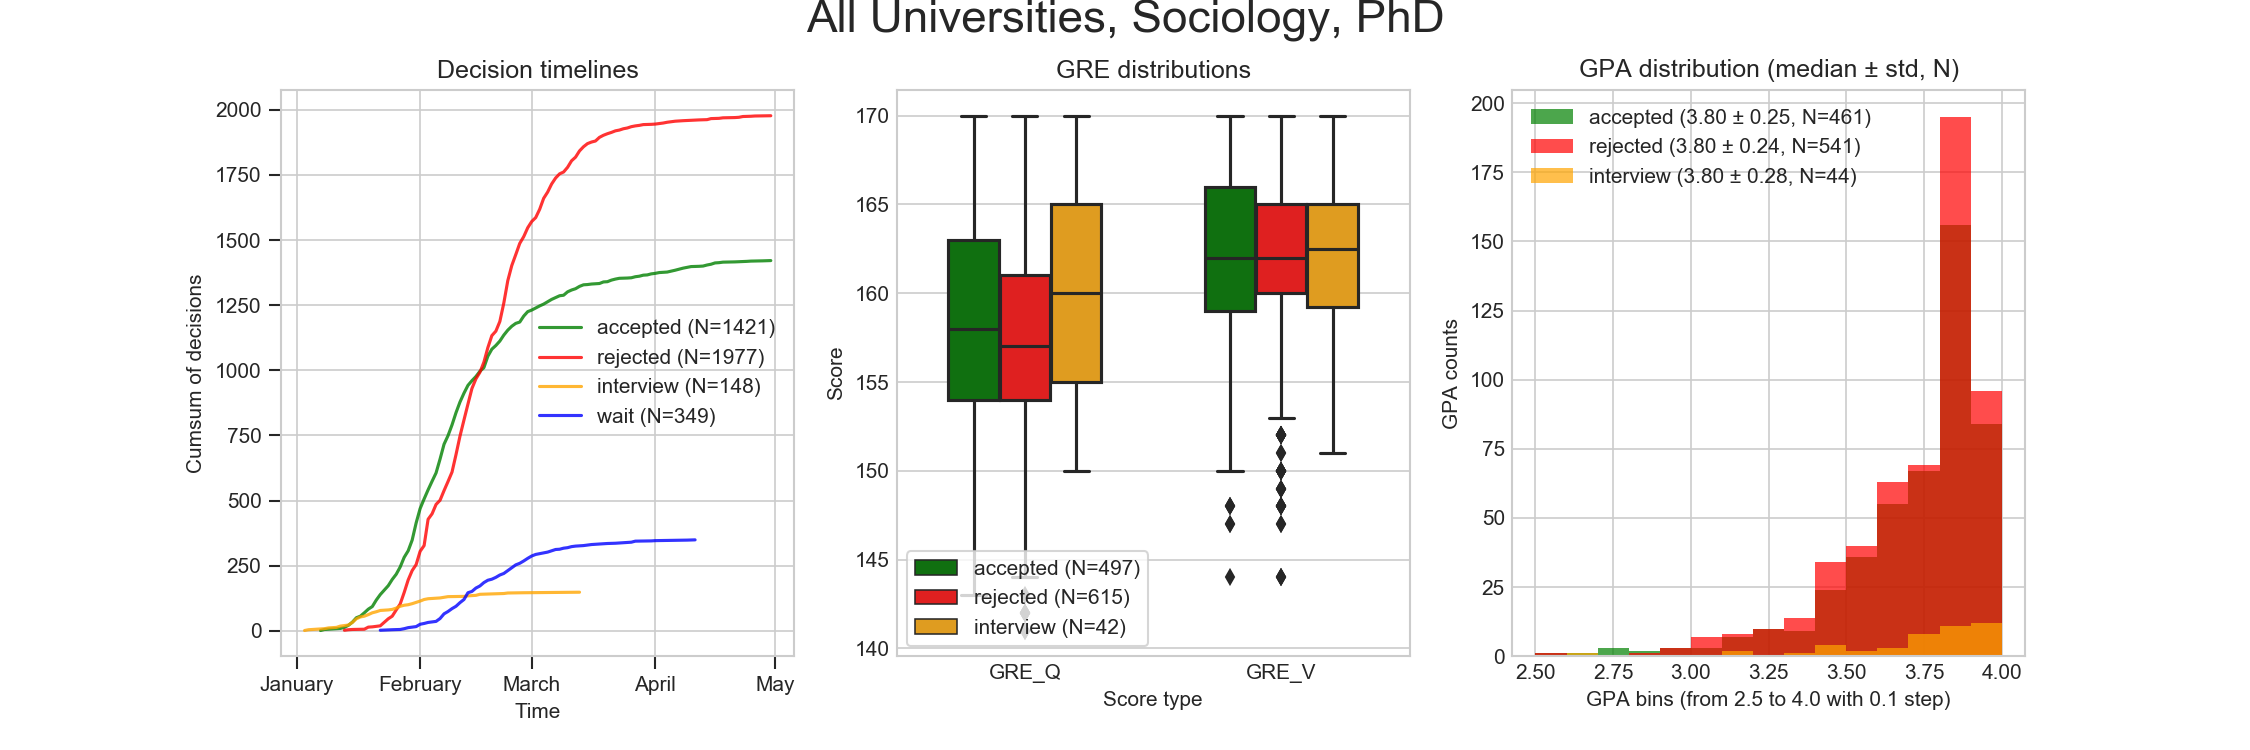 All Universities, Sociology, PhD
Decision timelines
2000
1750
1500
1250
1000
750
500
250
0
Cumsum of decisions
accepted (N=1421)
rejected (N=1977)
interview (N=148)
wait (N=349)
January February March April May
Time
GRE distributions
170
165
160
155
150
145
140
Score
accepted (N=497)
rejected (N=615)
interview (N=42)
GRE_Q GRE_V
Score type
GPA distribution (median ± std, N)
200
175
150
125
100
75
50
25
0
GPA counts
accepted (3.80 ± 0.25, N=461)
rejected (3.80 ± 0.24, N=541)
interview (3.80 ± 0.28, N=44)
2.50 2.75 3.00 3.25 3.50 3.75 4.00
GPA bins (from 2.5 to 4.0 with 0.1 step)